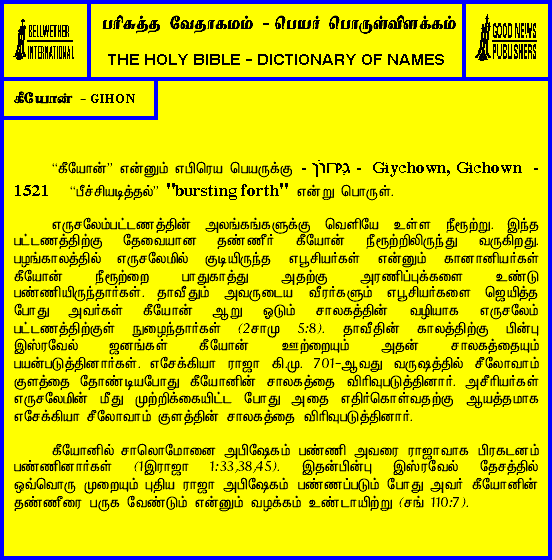 BELLWETHER
INTERNATIONAL
பரிசுத்த வேதாகமம் - பெயர் பொருள்விளக்கம்
THE HOLY BIBLE - DICTIONARY OF NAMES
GOOD NEWS
PUBLISHERS
கீயோன் - GIHON
“கீயோன்” என்னும் எபிரெய பெயருக்கு - גִּיחוֹן - Giychown, Gichown -
1521 “பீச்சியடித்தல்” "bursting forth" என்று பொருள்.
எருசலேம்பட்டணத்தின் அலங்கங்களுக்கு வெளியே உள்ள நீரூற்று. இந்த
பட்டணத்திற்கு தேவையான தண்ணீர் கீயோன் நீரூற்றிலிருந்து வருகிறது.
பழங்காலத்தில் எருசலேமில் குடியிருந்த எபூசியர்கள் என்னும் கானானியர்கள்
கீயோன் நீரூற்றை பாதுகாத்து அதற்கு அரணிப்புக்களை உண்டு
பண்ணியிருந்தார்கள். தாவீதும் அவருடைய வீரர்களும் எபூசியர்களை ஜெயித்த
போது அவர்கள் கீயோன் ஆறு ஓடும் சாலகத்தின் வழியாக எருசலேம்
பட்டணத்திற்குள் நுழைந்தார்கள் (2சாமு 5:8). தாவீதின் காலத்திற்கு பின்பு
இஸ்ரவேல் ஜனங்கள் கீயோன் ஊற்றையும் அதன் சாலகத்தையும்
பயன்படுத்தினார்கள். எசேக்கியா ராஜா கி.மு. 701-ஆவது வருஷத்தில் சீலோவாம்
குளத்தை தோண்டியபோது கீயோனின் சாலகத்தை விரிவுபடுத்தினார். அசீரியர்கள்
எருசலேமின் மீது முற்றிக்கையிட்ட போது அதை எதிர்கொள்வதற்கு ஆயத்தமாக
எசேக்கியா சீலோவாம் குளத்தின் சாலகத்தை விரிவுபடுத்தினார்.
கீயோனில் சாலொமோனை அபிஷேகம் பண்ணி அவரை ராஜாவாக பிரகடனம்
பண்ணினார்கள் (1இராஜா 1:33,38,45). இதன்பின்பு இஸ்ரவேல் தேசத்தில்
ஒவ்வொரு முறையும் புதிய ராஜா அபிஷேகம் பண்ணப்படும் போது அவர் கீயோனின்
தண்ணீரை பருக வேண்டும் என்னும் வழக்கம் உண்டாயிற்று (சங் 110:7).